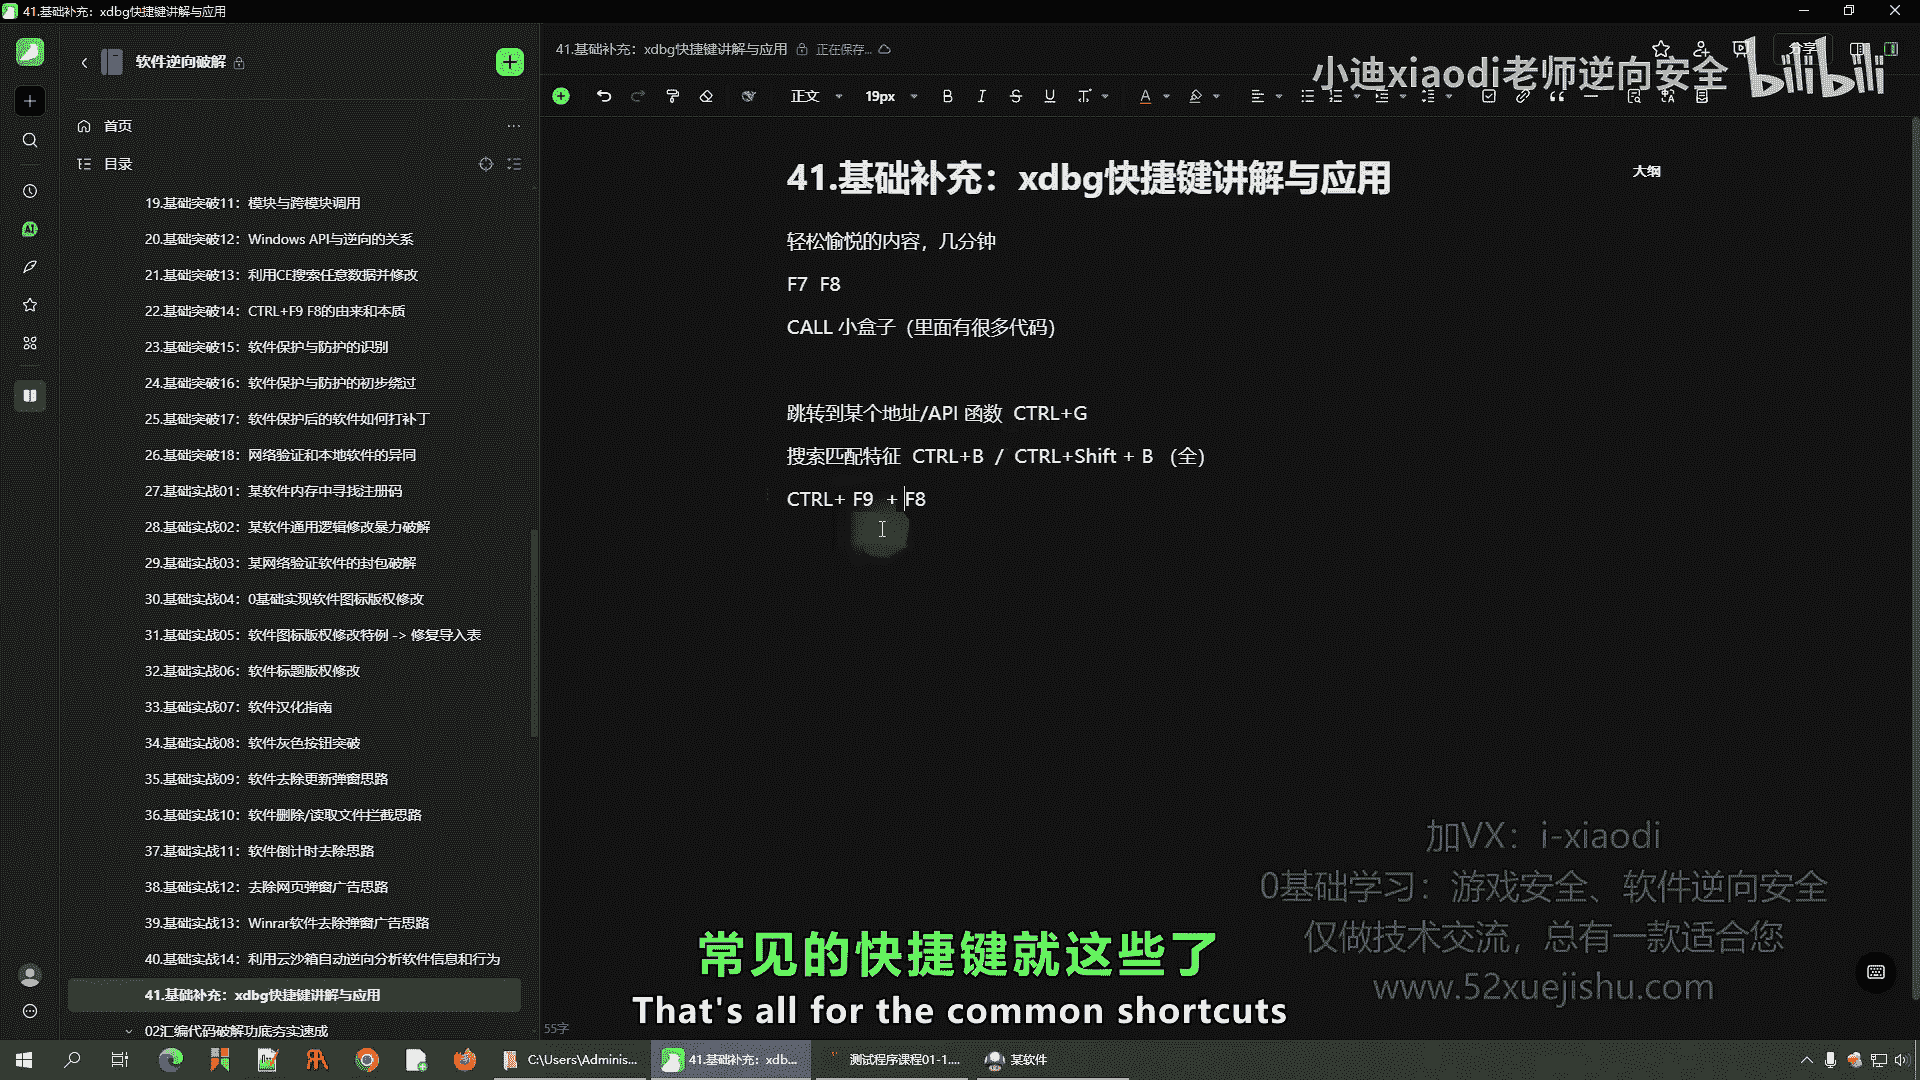 41.基础补充：xdbg快捷键讲解与应用
软件逆向破解
首页
目录
19.基础突破11：模块与跨模块调用
20.基础突破12：Windows API与逆向的关系
21.基础突破13：利用CE搜索任意数据并修改
22.基础突破14：CTRL+F9 F8的由来和本质
23.基础突破15：软件保护与防护的识别
24.基础突破16：软件保护与防护的初步绕过
25.基础突破17：软件保护后的软件如何打补丁
26.基础突破18：网络验证和本地软件的异同
27.基础实战01：某软件内存中寻找注册码
28.基础实战02：某软件通用逻辑修改暴力破解
29.基础实战03：某网络验证软件的封包破解
30.基础实战04：0基础实现软件图标版权修改
31.基础实战05：软件图标版权修改特例 -> 修复导入表
32.基础实战06：软件标题版权修改
33.基础实战07：软件汉化指南
34.基础实战08：软件灰色按钮突破
35.基础实战09：软件去除更新弹窗思路
36.基础实战10：软件删除/读取文件拦截思路
37.基础实战11：软件倒计时去除思路
38.基础实战12：去除网页弹窗广告思路
39.基础实战13：Winrar软件去除弹窗广告思路
40.基础实战14：利用云沙箱自动逆向分析软件信息和行为
41.基础补充：xdbg快捷键讲解与应用
02汇编代码破解功底夯实速成
41.基础补充：xdbg快捷键讲解与应用 正在保存...
分享
小迪xiaodi老师逆向安全 bilibili
正文 19px
41.基础补充：xdbg快捷键讲解与应用
大纲
轻松愉悦的内容，几分钟
F7 F8
CALL 小盒子（里面有很多代码）
跳转到某个地址/API 函数 CTRL+G
搜索匹配特征 CTRL+B / CTRL+Shift + B （全）
CTRL+ F9 + F8
加VX：i-xiaodi
0基础学习：游戏安全、软件逆向安全
仅做技术交流，总有一款适合您
www.52xuejishu.com
常见的快捷键就这些了
That's all for the common shortcuts
55字
C:\Users\Adminis...
41.基础补充：xdb...
测试程序课程01-1....
某软件